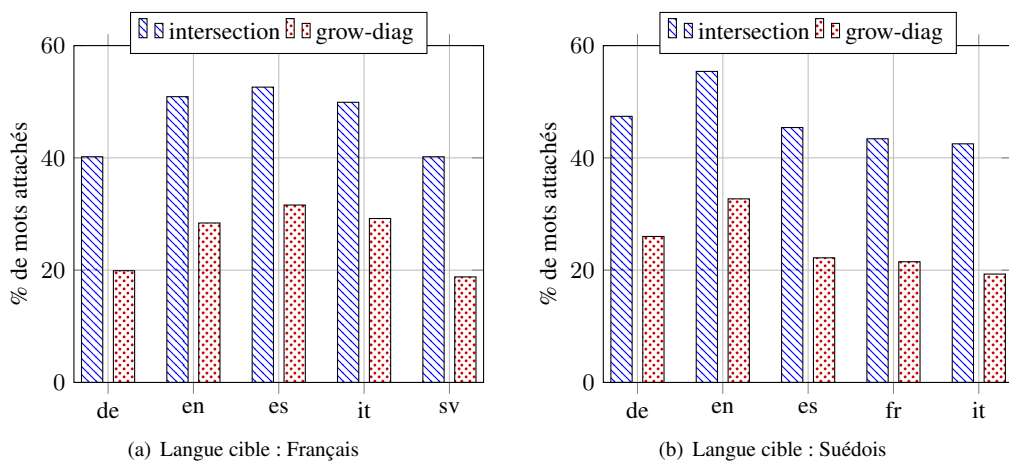 intersection grow-diag
% de mots attachés
60
40
20
0
de en es it sv
(a) Langue cible : Français
intersection grow-diag
% de mots attachés
60
40
20
0
de en es fr it
(b) Langue cible : Suédois